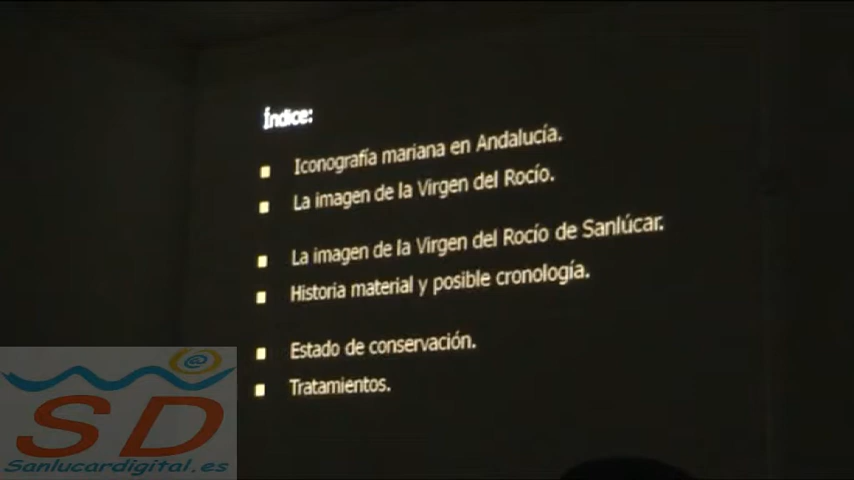 Índice:
Iconografía mariana en Andalucía.
La imagen de la Virgen del Rocío.
La imagen de la Virgen del Rocío de Sanlúcar.
Historia material y posible cronología.
Estado de conservación.
Tratamientos.
@
SD
Sanlucardigital.es